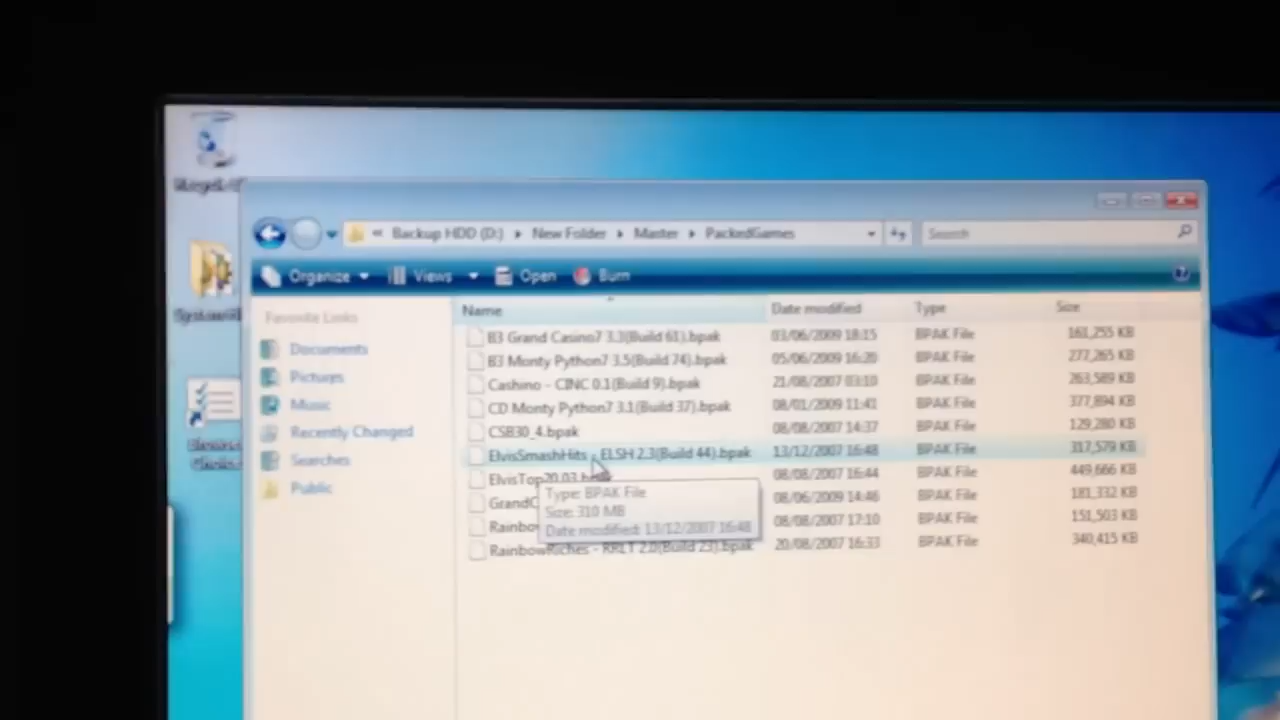 Backup HDD (D:) ▸ New Folder ▸ Master ▸ PackedGames
Search
Organize Views Open Burn
Favorite Links
Documents
Pictures
Music
Recently Changed
Searches
Public
Name Date modified Type Size
B3 Grand Casino7 3.3(Build 61).bpak 03/06/2009 18:15 BPAK File 161,255 KB
B3 Monty Python7 3.5(Build 74).bpak 05/06/2009 16:20 BPAK File 277,265 KB
Cashino - CINC 0.1(Build 9).bpak 21/08/2007 03:10 BPAK File 263,589 KB
CD Monty Python7 3.1(Build 37).bpak 08/01/2009 11:41 BPAK File 377,894 KB
CSB30_4.bpak 08/08/2007 14:37 BPAK File 129,280 KB
ElvisSmashHits - ELSH 2.3(Build 44).bpak 13/12/2007 16:48 BPAK File 317,579 KB
ElvisTop20 03.bpak 08/08/2007 16:44 BPAK File 449,666 KB
GrandC 08/06/2009 14:46 BPAK File 181,332 KB
Rainbow 08/08/2007 17:10 BPAK File 151,503 KB
RainbowRiches - RRLT 2.0(Build 23).bpak 20/08/2007 16:33 BPAK File 340,415 KB
Type: BPAK File
Size: 310 MB
Date modified: 13/12/2007 16:48